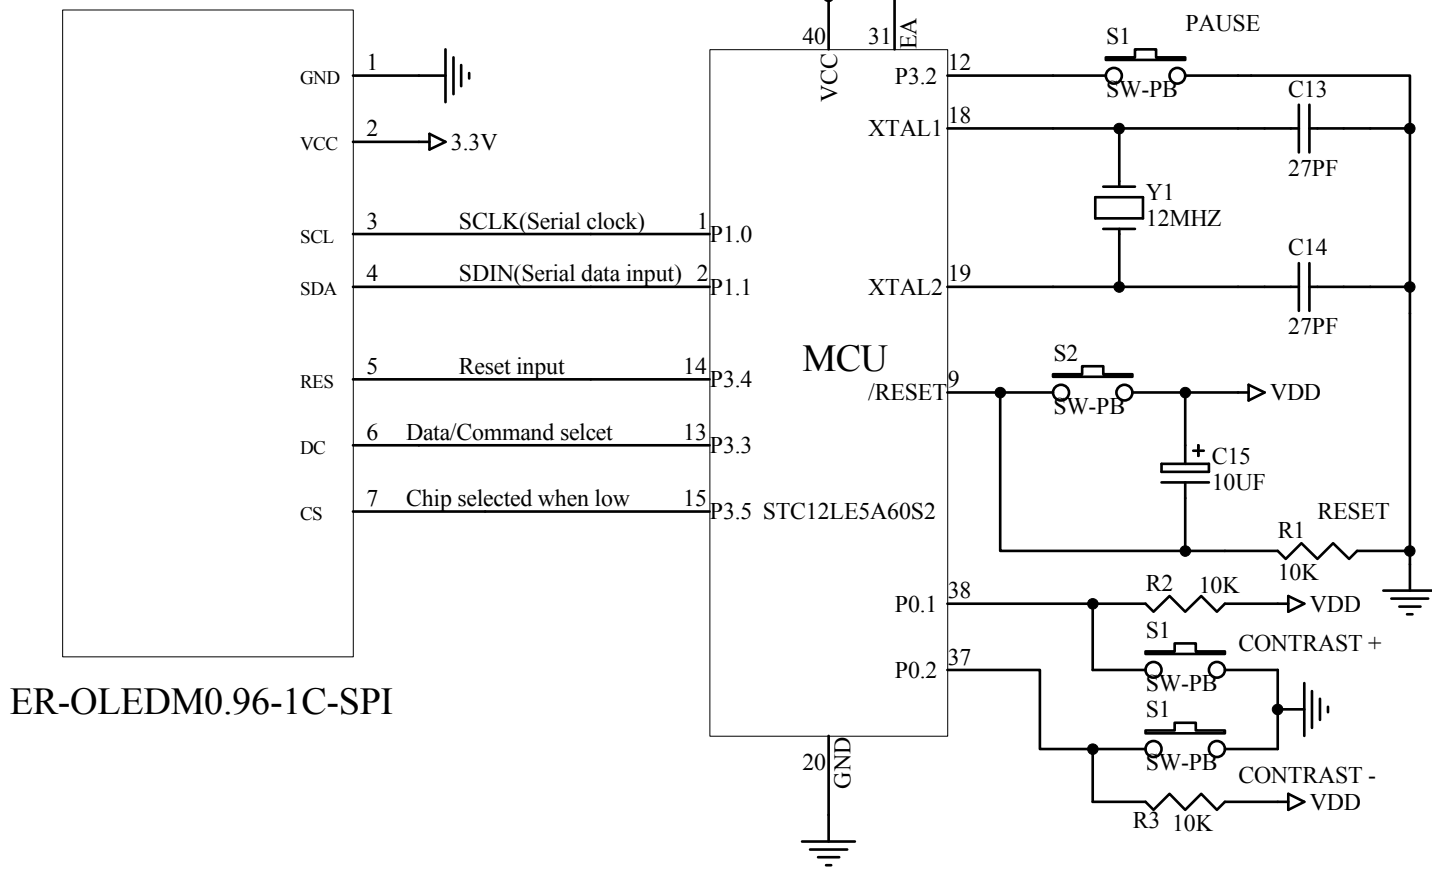 GND 1
VCC 2 3.3V
SCL 3 SCLK(Serial clock) 1 P1.0
SDA 4 SDIN(Serial data input) 2 P1.1
RES 5 Reset input 14 P3.4
DC 6 Data/Command selcet 13 P3.3
CS 7 Chip selected when low 15 P3.5 STC12LE5A60S2
ER-OLEDM0.96-1C-SPI
40 VCC
31 EA
MCU
20 GND
P3.2 12
S1
PAUSE
SW-PB
XTAL1 18
C13
27PF
Y1
12MHZ
XTAL2 19
C14
27PF
/RESET 9
S2
SW-PB
VDD
+ C15
10UF
RESET
R1
10K
P0.1 38
R2 10K
VDD
S1
CONTRAST +
SW-PB
P0.2 37
S1
SW-PB
CONTRAST -
VDD
R3 10K